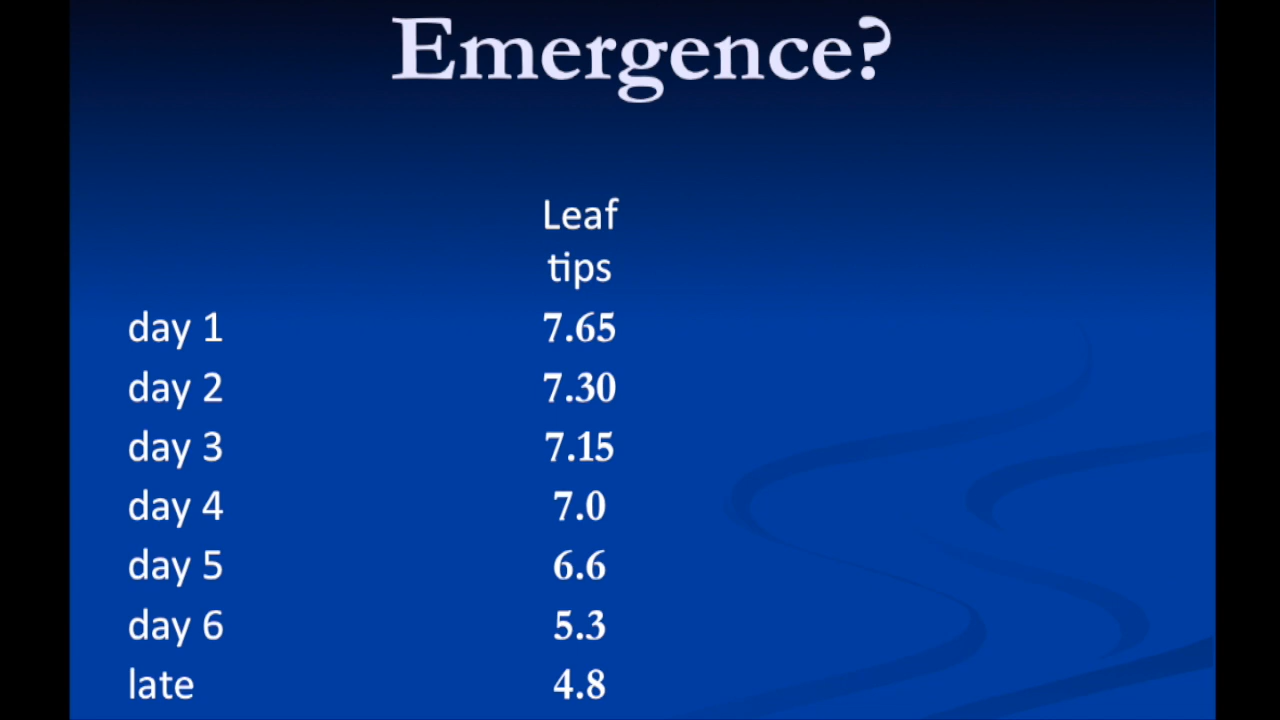 Emergence?
Leaf
tips
day 1 7.65
day 2 7.30
day 3 7.15
day 4 7.0
day 5 6.6
day 6 5.3
late 4.8